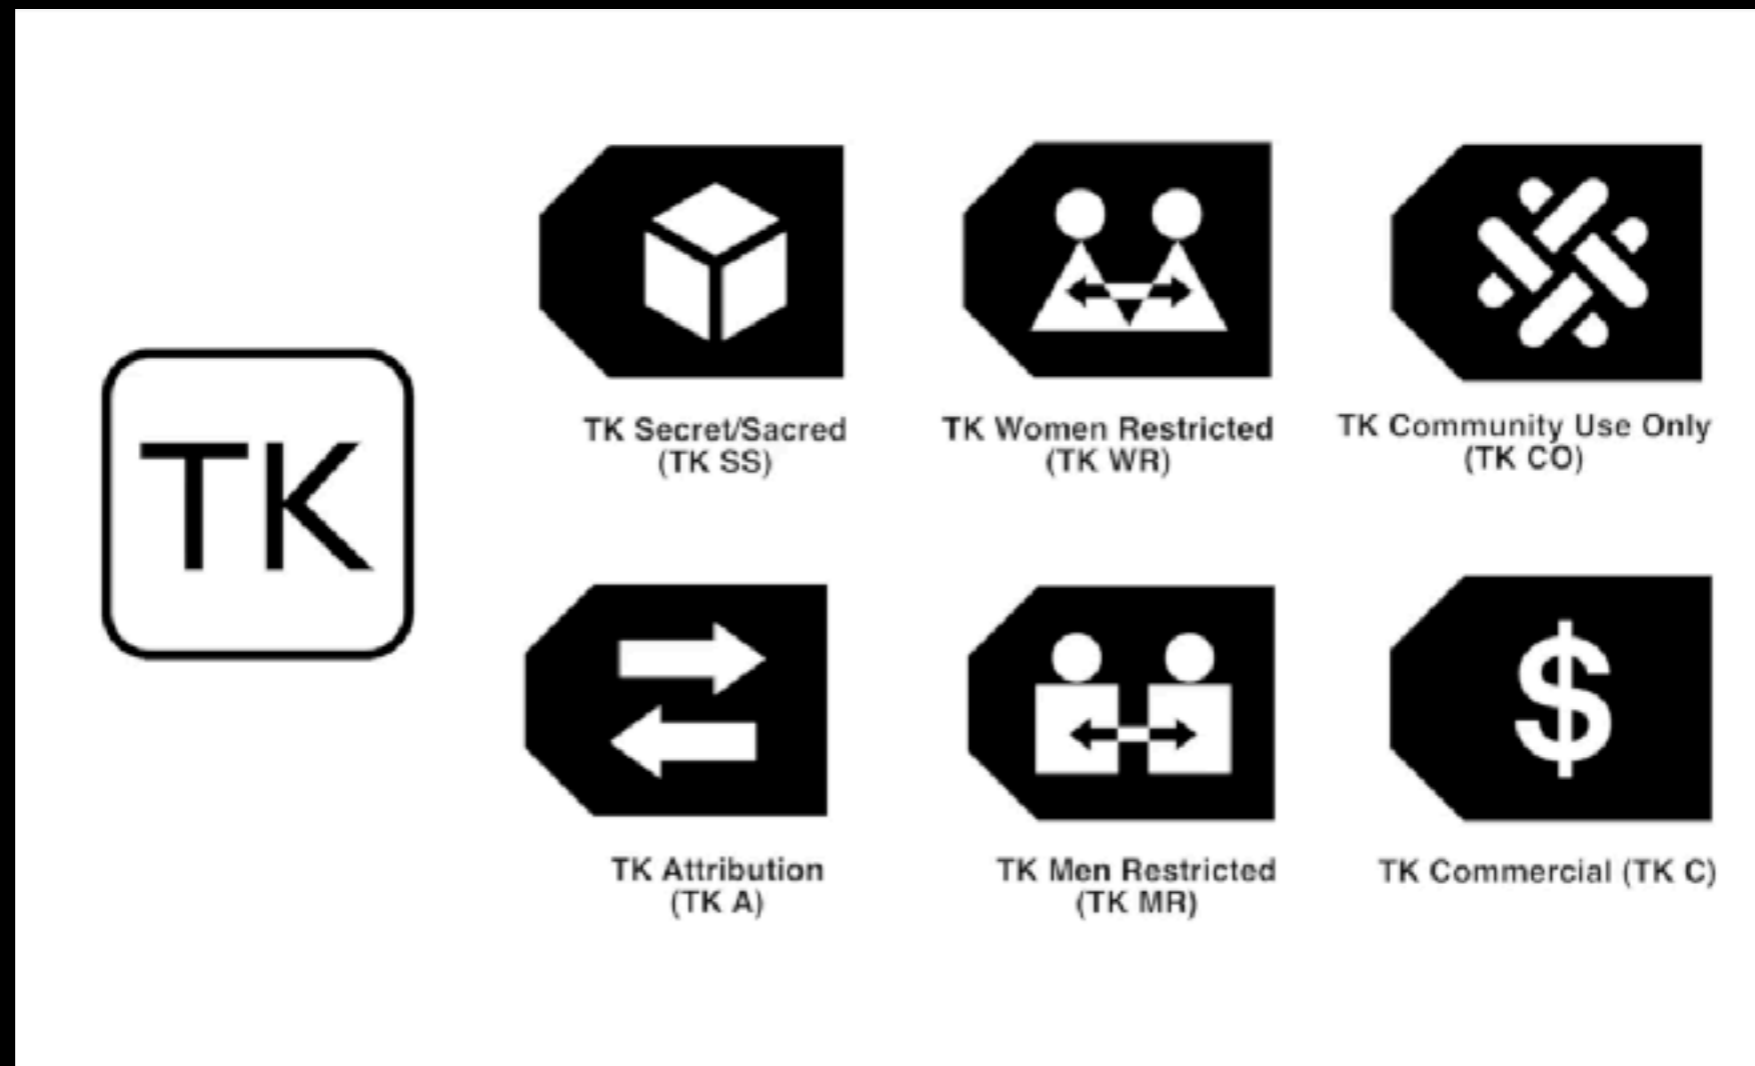 TK
TK Secret/Sacred
(TK SS)
TK Women Restricted
(TK WR)
TK Community Use Only
(TK CO)
TK Attribution
(TK A)
TK Men Restricted
(TK MR)
$
TK Commercial (TK C)